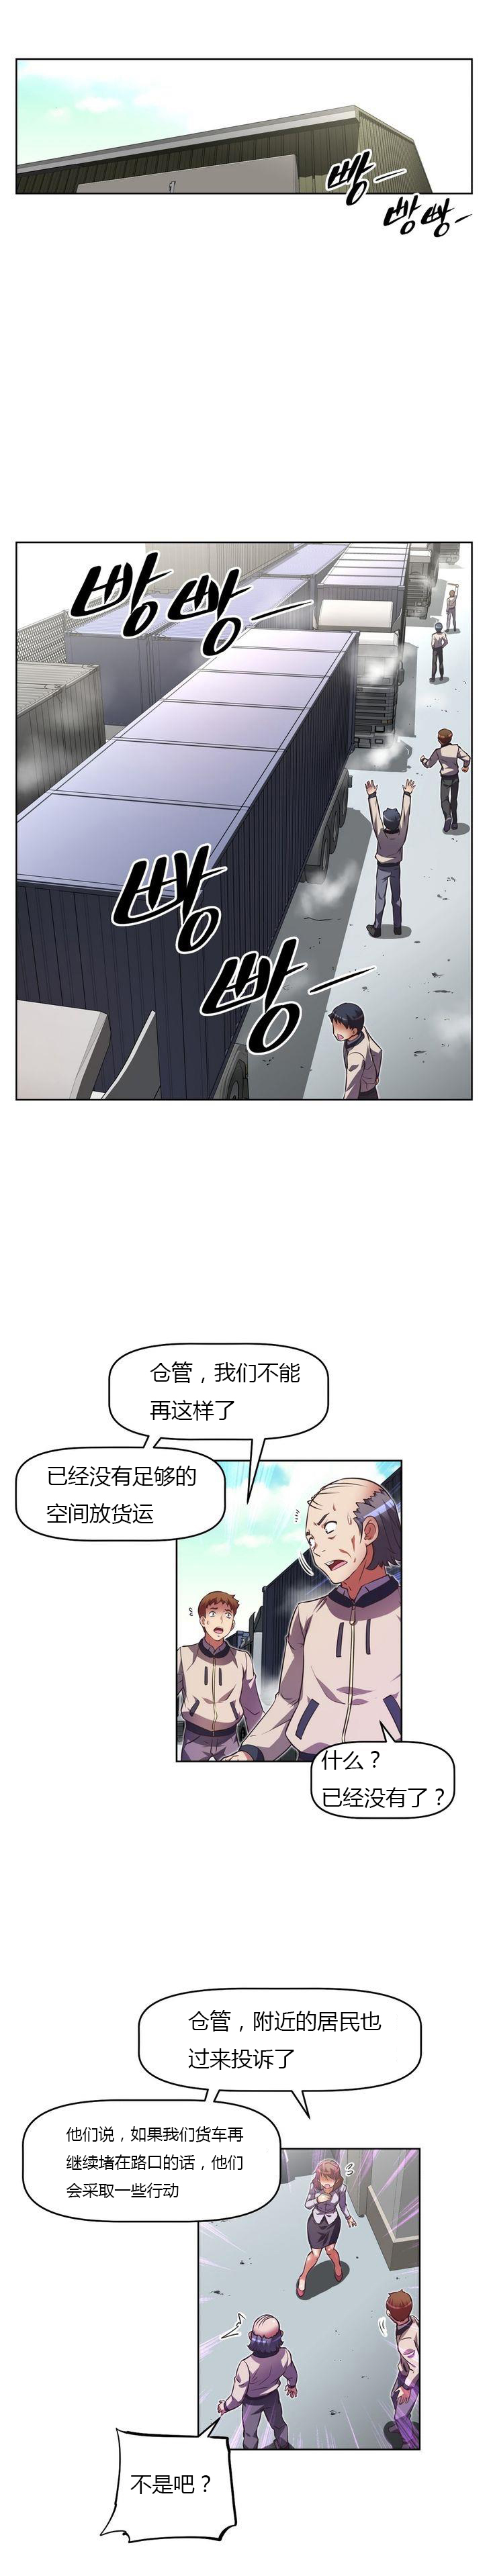 빵
빵빵
빵빵
빵
빵
仓管，我们不能
再这样了
已经没有足够的
空间放货运
什么？
已经没有了？
仓管，附近的居民也
过来投诉了
他们说，如果我们货车再
继续堵在路口的话，他们
会采取一些行动
不是吧？